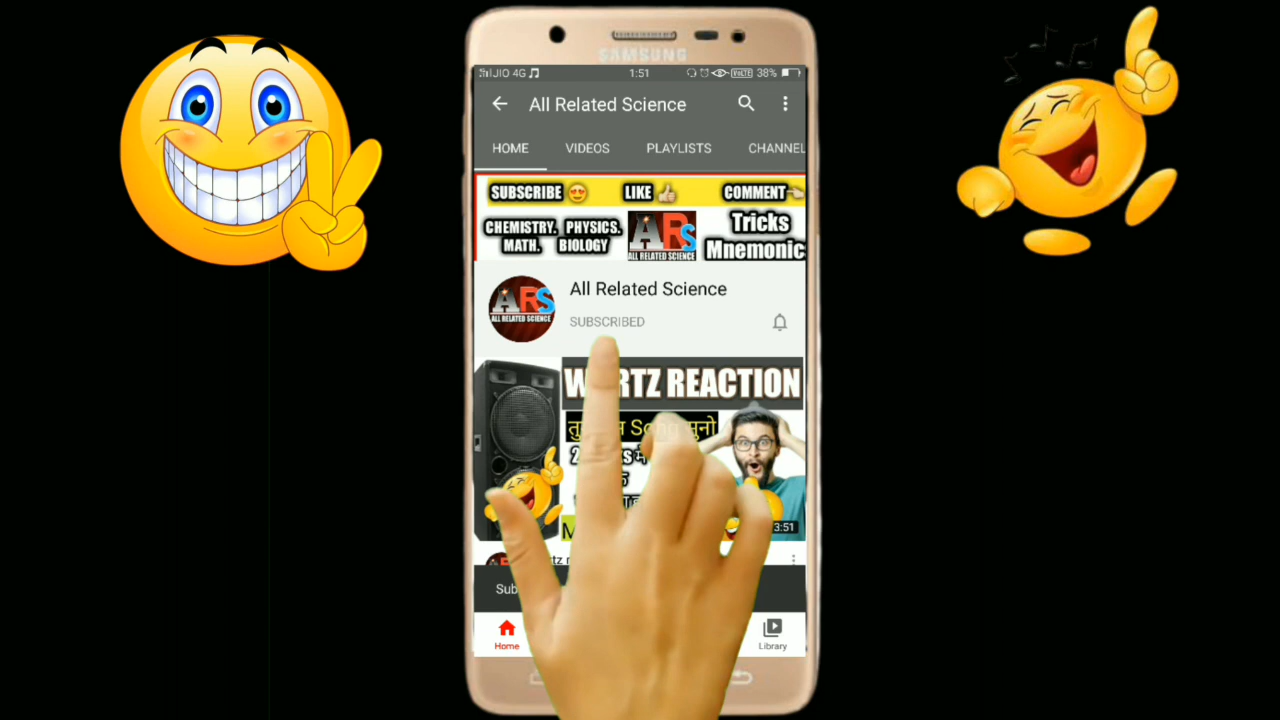 SAMSUNG
JIO 4G 1:51 VoLTE 38%
All Related Science
HOME VIDEOS PLAYLISTS CHANNEL
SUBSCRIBE LIKE COMMENT
CHEMISTRY. PHYSICS.
MATH. BIOLOGY
ARS
ALL RELATED SCIENCE
Tricks
Mnemonic
ARS
ALL RELATED SCIENCE
All Related Science
SUBSCRIBED
REACTION
3:51
Home
Library